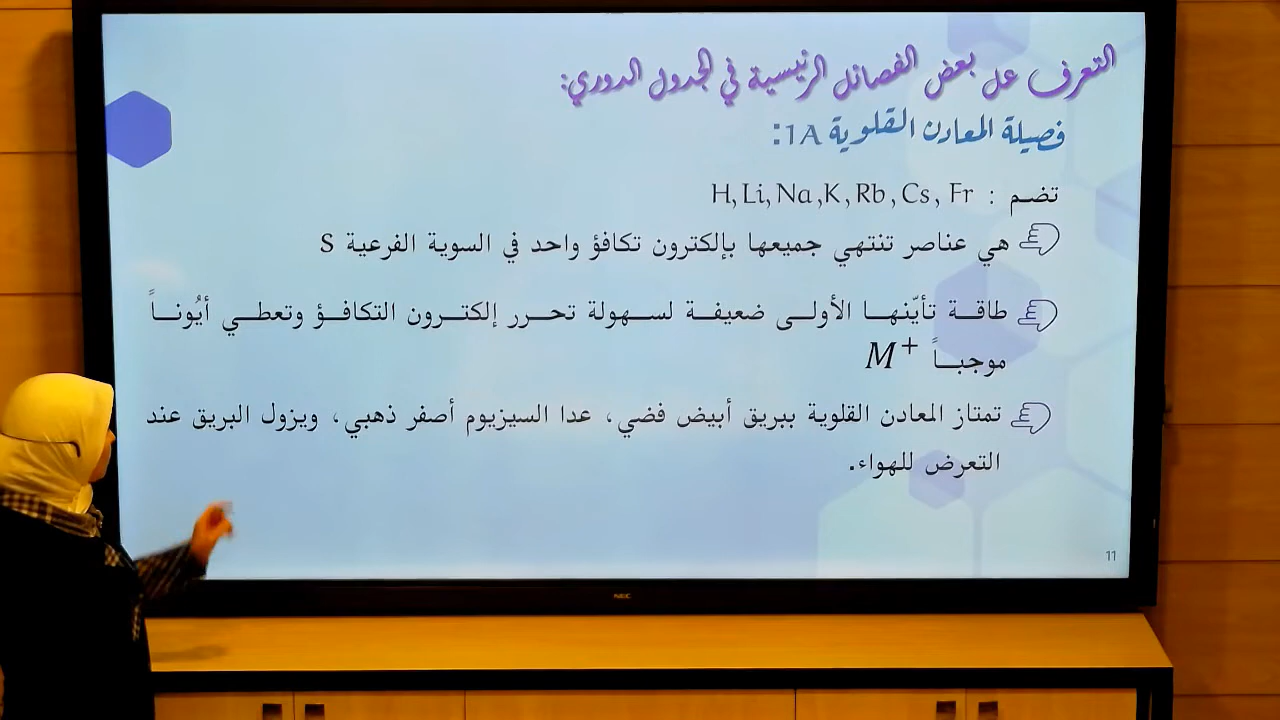 التعرف على بعض الفصائل الرئيسية في الجدول الدوري:
فصيلة المعادن القلوية 1A:
تضم : H, Li, Na ,K, Rb, Cs, Fr
هي عناصر تنتهي جميعها بإلكترون تكافؤ واحد في السوية الفرعية S
طاقة تأيّنها الأولى ضعيفة لسهولة تحرر إلكترون التكافؤ وتعطي أيُوناً
موجباً M⁺
تمتاز المعادن القلوية ببريق أبيض فضي، عدا السيزيوم أصفر ذهبي، ويزول البريق عند
التعرض للهواء.
11
NEC